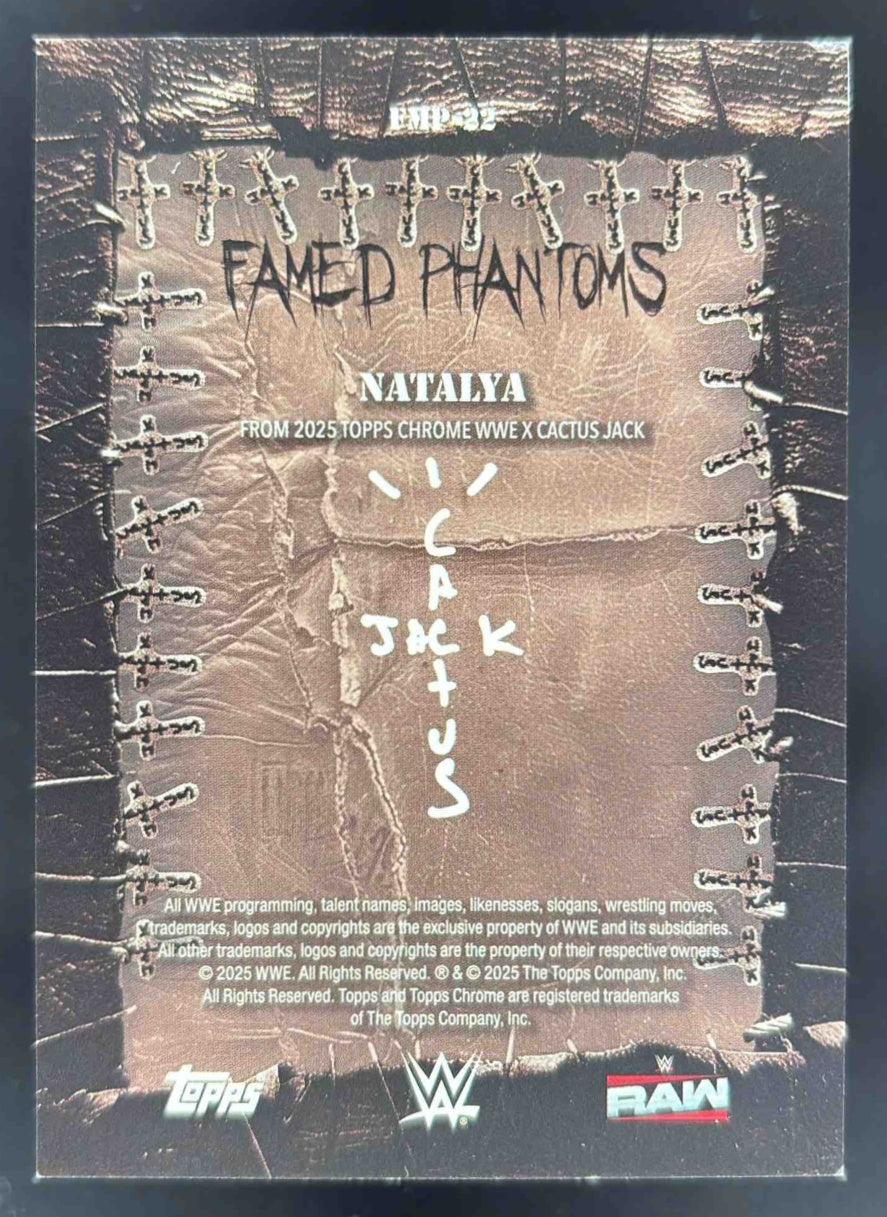 FMP-22
FAMED PHANTOMS
NATALYA
FROM 2025 TOPPS CHROME WWE X CACTUS JACK
CACTUS
JACK
All WWE programming, talent names, images, likenesses, slogans, wrestling moves,
trademarks, logos and copyrights are the exclusive property of WWE and its subsidiaries.
All other trademarks, logos and copyrights are the property of their respective owners.
© 2025 WWE. All Rights Reserved. ® & © 2025 The Topps Company, Inc.
All Rights Reserved. Topps and Topps Chrome are registered trademarks
of The Topps Company, Inc.
topps
W
RAW